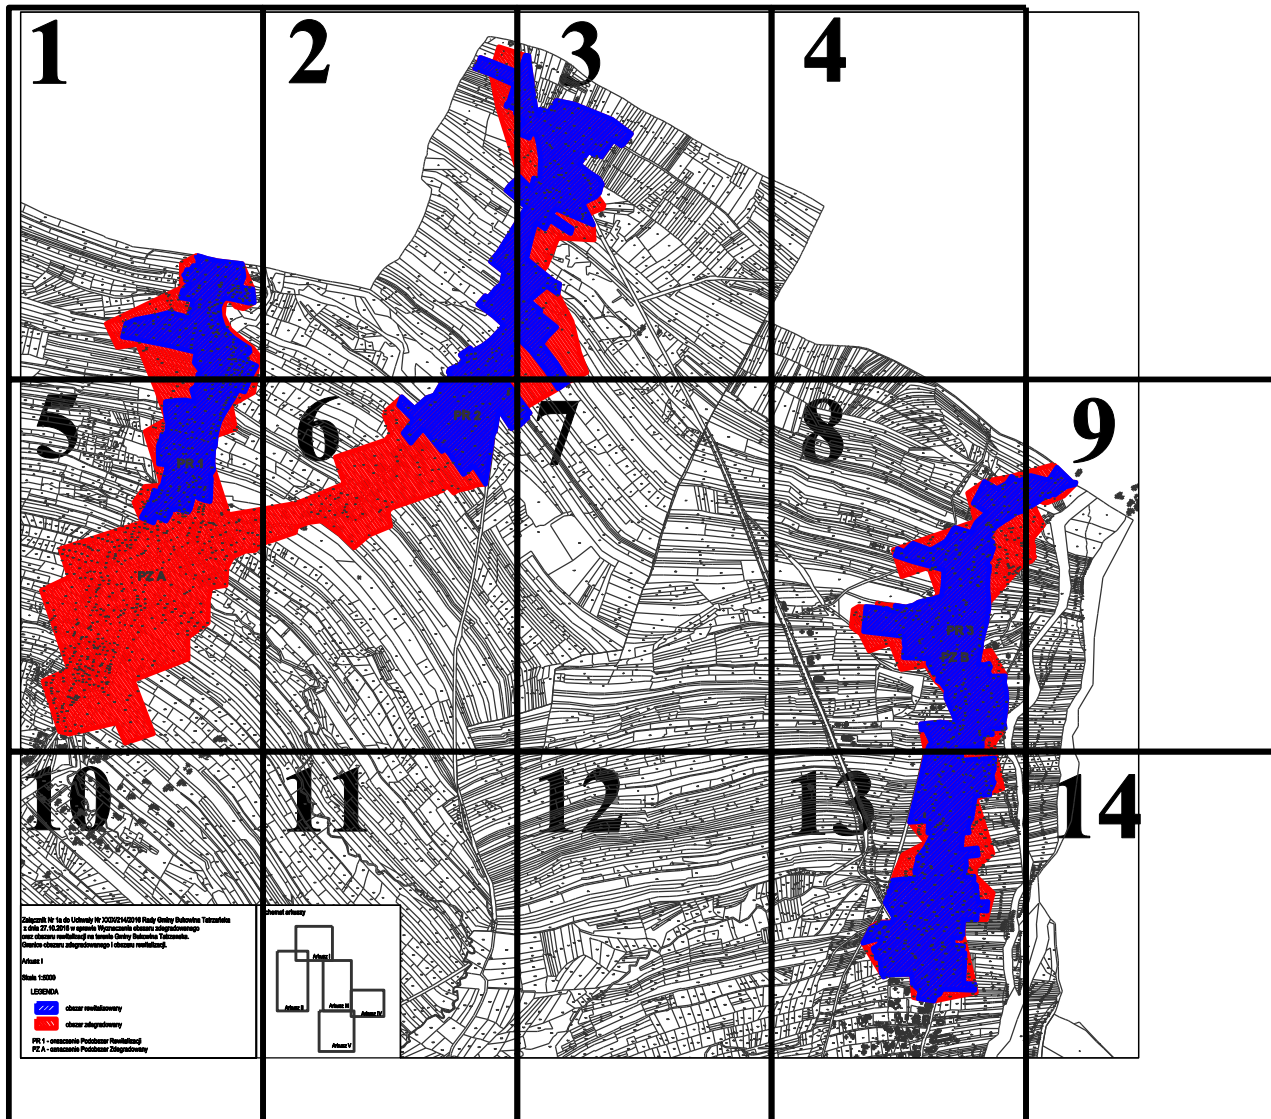 1
2
3
4
5
6
7
8
9
PR 1
PR 2
PZ A
PR 3
PZ B
10
11
12
13
14
Załącznik Nr 1a do Uchwały Nr XXIV/214/2016 Rady Gminy Bukowina Tatrzańska
z dnia 27.10.2016 w sprawie Wyznaczenia obszaru zdegradowanego
oraz obszaru rewitalizacji na terenie Gminy Bukowina Tatrzańska.
Granice obszaru zdegradowanego i obszaru rewitalizacji.
Arkusz I
Skala 1:5000
LEGENDA
obszar rewitalizowany
obszar zdegradowany
PR 1 - oznaczenie Podobszar Rewitalizacji
PZ A - oznaczenie Podobszar Zdegradowany
chemat arkuszy
Arkusz I
Arkusz II
Arkusz III
Arkusz IV
Arkusz V